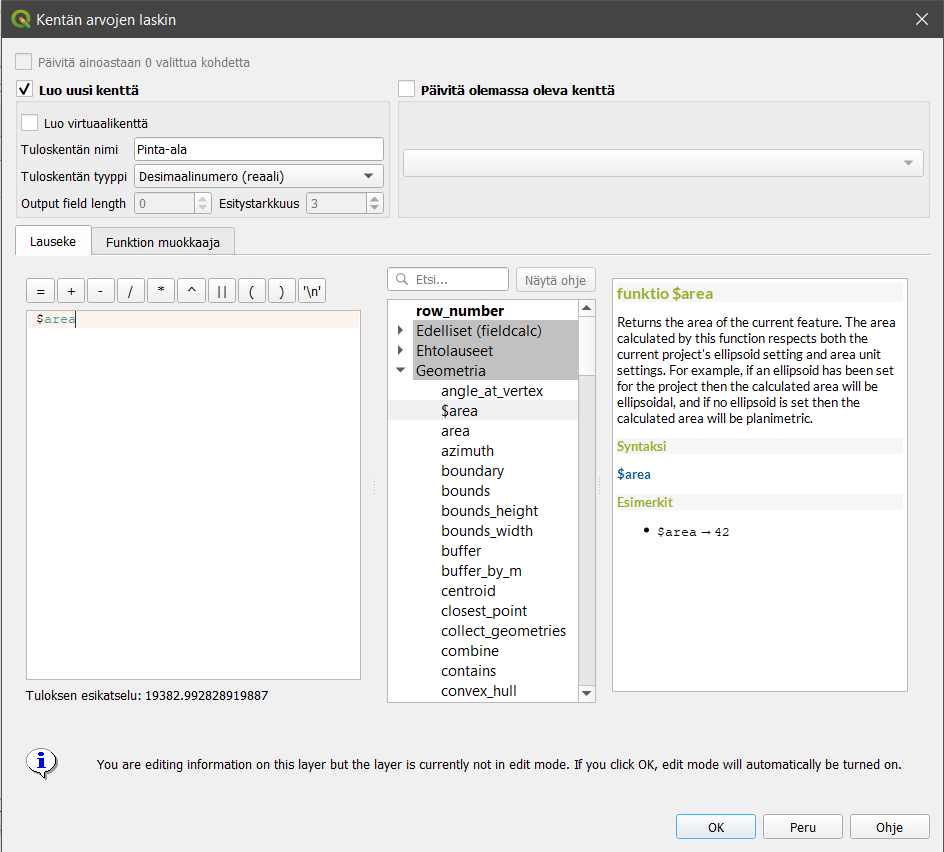 Kentän arvojen laskin
Päivitä ainoastaan 0 valittua kohdetta
Luo uusi kenttä
Luo virtuaalikenttä
Tuloskentän nimi Pinta-ala
Tuloskentän tyyppi Desimaalinumero (reaali)
Output field length 0 Esitystarkkuus 3
Päivitä olemassa oleva kenttä
Lauseke Funktion muokkaaja
= + - / * ^ || ( ) '\n'
$area
Tuloksen esikatselu: 19382.992828919887
Etsi... Näytä ohje
row_number
Edelliset (fieldcalc)
Ehtolauseet
Geometria
angle_at_vertex
$area
area
azimuth
boundary
bounds
bounds_height
bounds_width
buffer
buffer_by_m
centroid
closest_point
collect_geometries
combine
contains
convex_hull
funktio $area
Returns the area of the current feature. The area
calculated by this function respects both the
current project's ellipsoid setting and area unit
settings. For example, if an ellipsoid has been set
for the project then the calculated area will be
ellipsoidal, and if no ellipsoid is set then the
calculated area will be planimetric.
Syntaksi
$area
Esimerkit
• $area → 42
You are editing information on this layer but the layer is currently not in edit mode. If you click OK, edit mode will automatically be turned on.
OK Peru Ohje